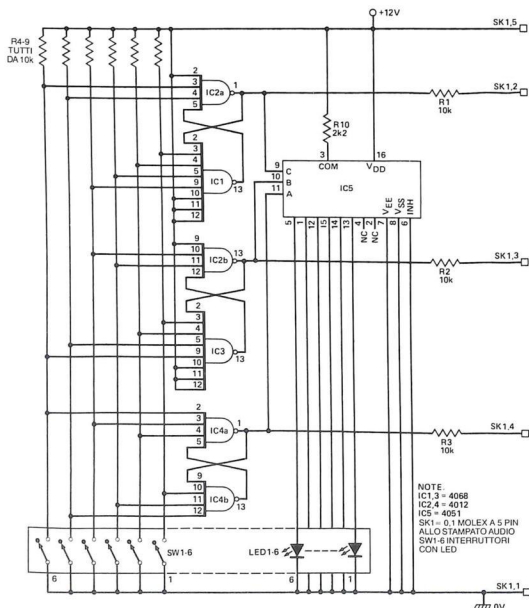 +12V
SK1,5
R4-9
TUTTI
DA 10k
2
3
4
5
IC2a
1
SK1,2
R1
10k
R10
2k2
3
COM
16
VDD
9
10
11
C
B
A
IC5
2
3
4
5
9
10
11
12
IC1
13
5
1
12
15
14
13
4
NC
2
NC
7
VEE
8
VSS
6
INH
9
10
11
12
IC2b
13
SK1,3
R2
10k
2
3
4
5
9
10
11
12
IC3
13
2
3
4
5
IC4a
1
SK1,4
R3
10k
9
10
11
12
IC4b
13
NOTE.
IC1,3 = 4068
IC2,4 = 4012
IC5 = 4051
SK1= 0,1 MOLEX A 5 PIN
ALLO STAMPATO AUDIO
SW1-6 INTERRUTTORI
CON LED
SW1-6
LED1-6
6
1
6
1
SK1,1
0V